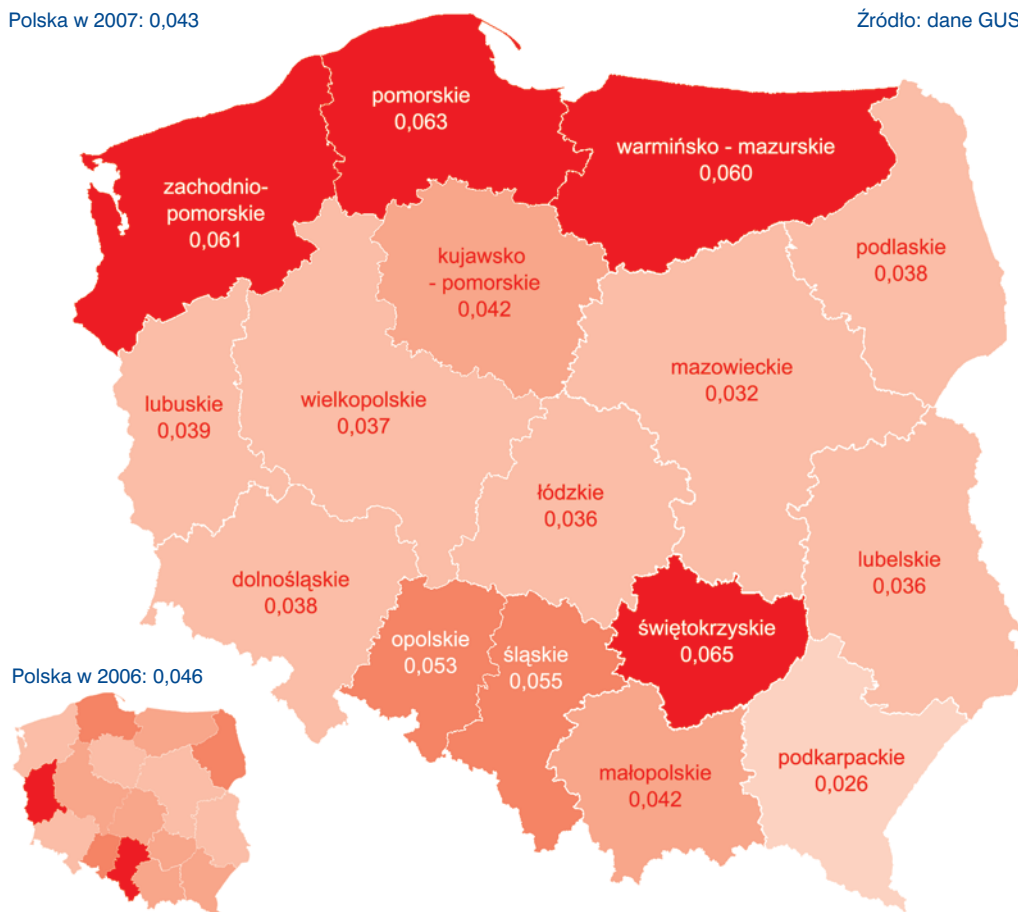 Polska w 2007: 0,043
Źródło: dane GUS
pomorskie
0,063
warmińsko - mazurskie
0,060
zachodnio-
pomorskie
0,061
kujawsko
- pomorskie
0,042
podlaskie
0,038
mazowieckie
0,032
lubuskie
0,039
wielkopolskie
0,037
łódzkie
0,036
lubelskie
0,036
dolnośląskie
0,038
opolskie
0,053
śląskie
0,055
świętokrzyskie
0,065
małopolskie
0,042
podkarpackie
0,026
Polska w 2006: 0,046